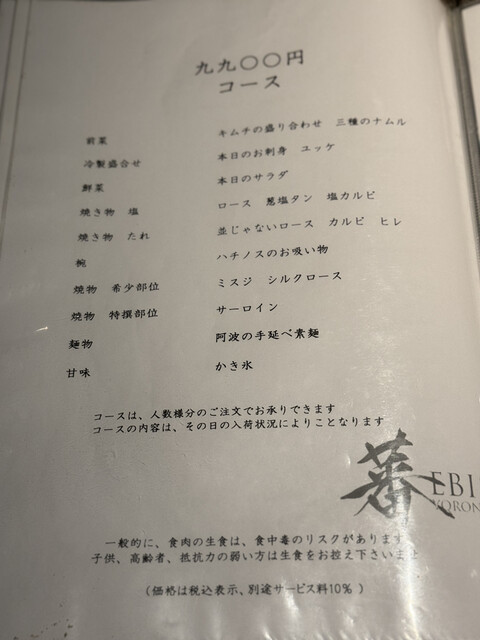 九九〇〇円
コース
前菜 キムチの盛り合わせ 三種のナムル
冷製盛合せ 本日のお刺身 ユッケ
鮮菜 本日のサラダ
焼き物 塩 ロース 葱塩タン 塩カルビ
焼き物 たれ 並じゃないロース カルビ ヒレ
椀 ハチノスのお吸い物
焼物 希少部位 ミスジ シルクロース
焼物 特撰部位 サーロイン
麺物 阿波の手延べ素麺
甘味 かき氷
コースは、人数様分のご注文でお承りできます
コースの内容は、その日の入荷状況によりことなります
蕃
EBI
YORON
一般的に、食肉の生食は、食中毒のリスクがあります
子供、高齢者、抵抗力の弱い方は生食をお控え下さいませ
(価格は税込表示、別途サービス料10% )